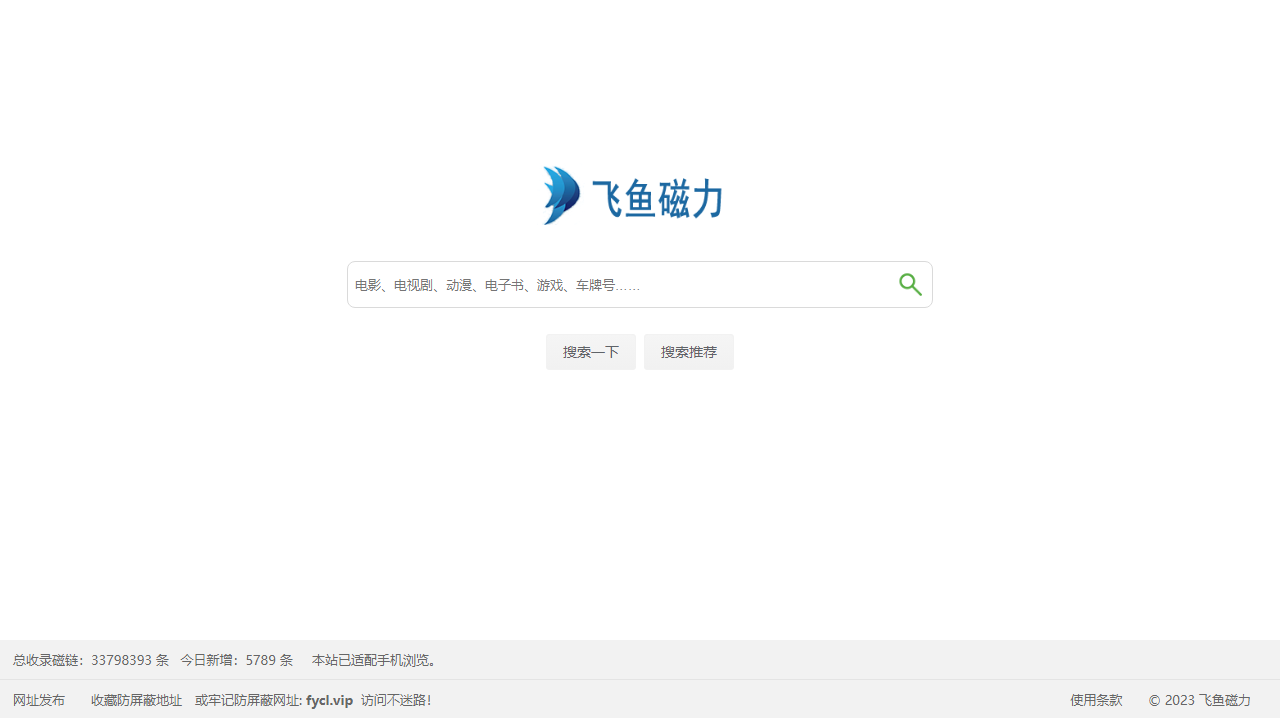 飞鱼磁力
电影、电视剧、动漫、电子书、游戏、车牌号……
搜索一下 搜索推荐
总收录磁链：33798393 条 今日新增：5789 条 本站已适配手机浏览。
网址发布 收藏防屏蔽地址 或牢记防屏蔽网址: fycl.vip 访问不迷路! 使用条款 © 2023 飞鱼磁力